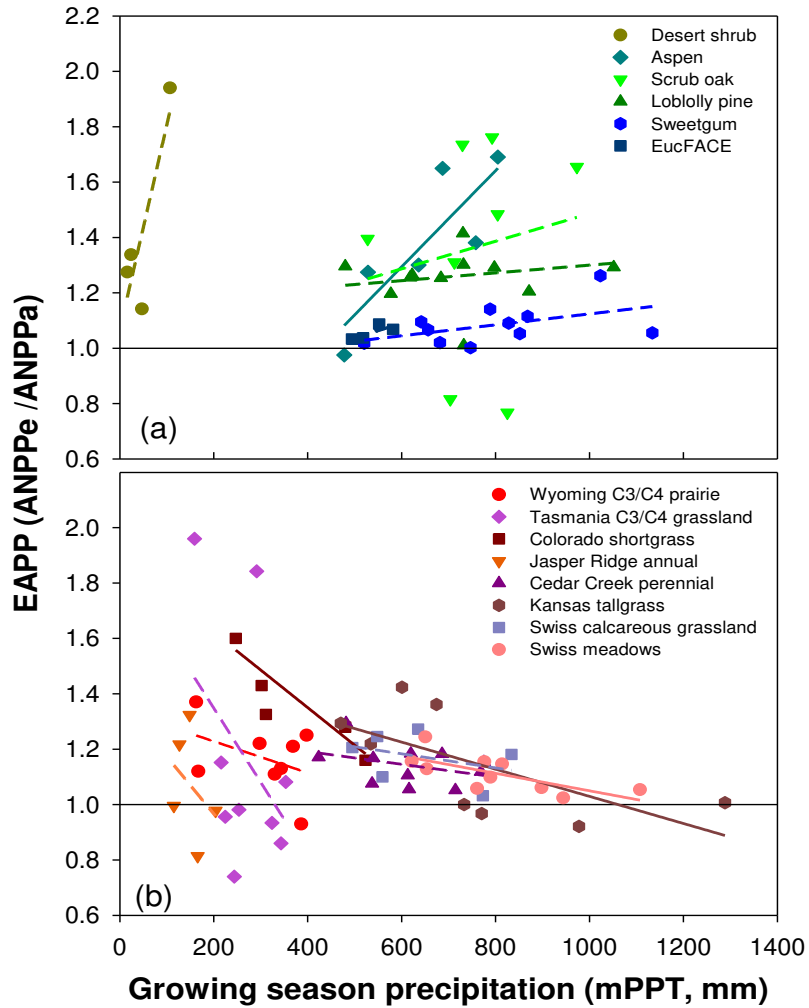 2.2
2.0
1.8
1.6
1.4
1.2
1.0
0.8
0.6
Desert shrub
Aspen
Scrub oak
Loblolly pine
Sweetgum
EucFACE
(a)
EAPP (ANPPe /ANPPa)
2.0
1.8
1.6
1.4
1.2
1.0
0.8
0.6
Wyoming C3/C4 prairie
Tasmania C3/C4 grassland
Colorado shortgrass
Jasper Ridge annual
Cedar Creek perennial
Kansas tallgrass
Swiss calcareous grassland
Swiss meadows
(b)
0 200 400 600 800 1000 1200 1400
Growing season precipitation (mPPT, mm)